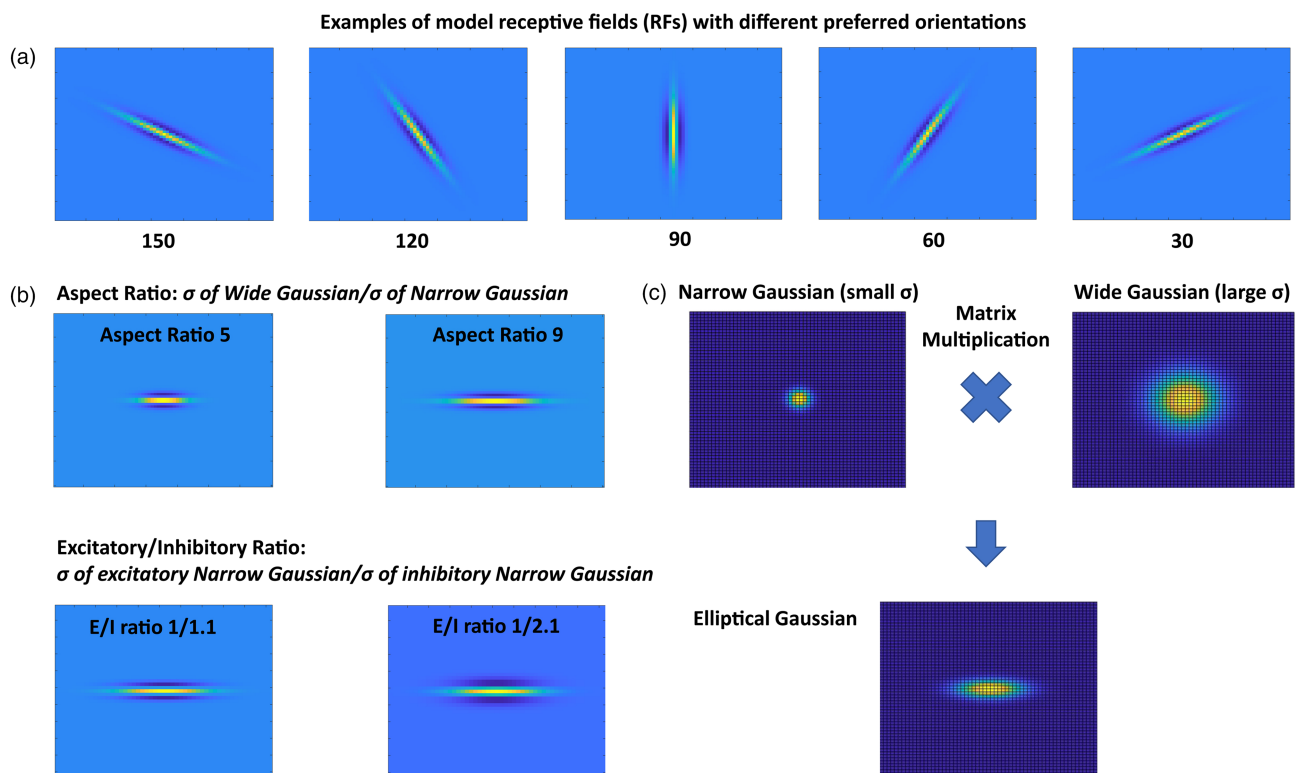 Examples of model receptive fields (RFs) with different preferred orientations
(a)
150
120
90
60
30
(b)
Aspect Ratio: σ of Wide Gaussian/σ of Narrow Gaussian
Aspect Ratio 5
Aspect Ratio 9
Excitatory/Inhibitory Ratio:
σ of excitatory Narrow Gaussian/σ of inhibitory Narrow Gaussian
E/I ratio 1/1.1
E/I ratio 1/2.1
(c)
Narrow Gaussian (small σ)
Matrix
Multiplication
Wide Gaussian (large σ)
Elliptical Gaussian